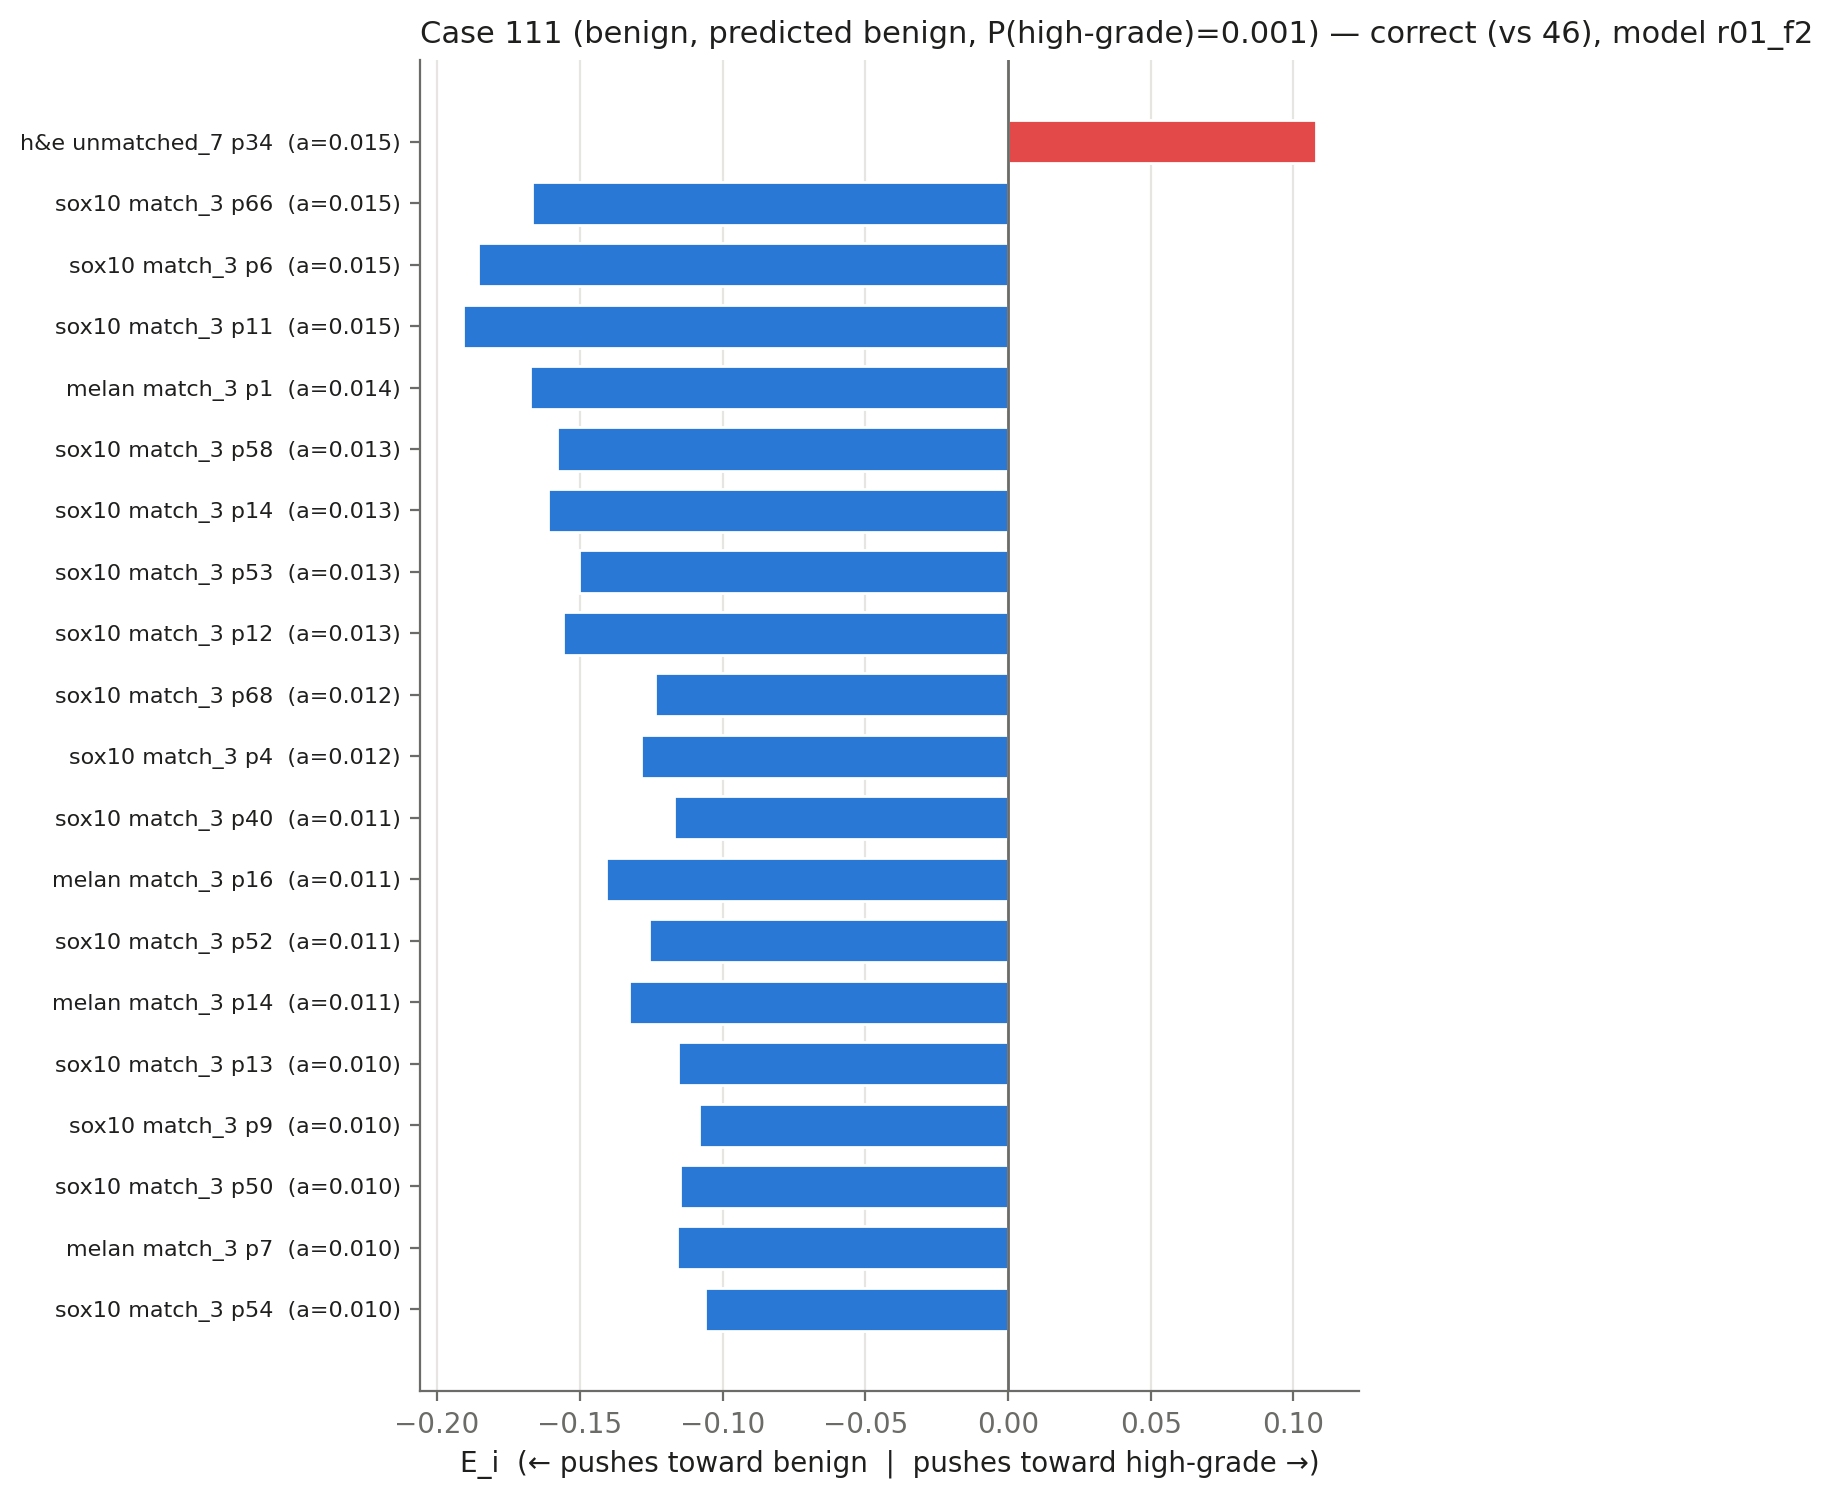 Case 111 (benign, predicted benign, P(high-grade)=0.001) — correct (vs 46), model r01_f2
h&e unmatched_7 p34 (a=0.015)
sox10 match_3 p66 (a=0.015)
sox10 match_3 p6 (a=0.015)
sox10 match_3 p11 (a=0.015)
melan match_3 p1 (a=0.014)
sox10 match_3 p58 (a=0.013)
sox10 match_3 p14 (a=0.013)
sox10 match_3 p53 (a=0.013)
sox10 match_3 p12 (a=0.013)
sox10 match_3 p68 (a=0.012)
sox10 match_3 p4 (a=0.012)
sox10 match_3 p40 (a=0.011)
melan match_3 p16 (a=0.011)
sox10 match_3 p52 (a=0.011)
melan match_3 p14 (a=0.011)
sox10 match_3 p13 (a=0.010)
sox10 match_3 p9 (a=0.010)
sox10 match_3 p50 (a=0.010)
melan match_3 p7 (a=0.010)
sox10 match_3 p54 (a=0.010)
−0.20 −0.15 −0.10 −0.05 0.00 0.05 0.10
E_i (← pushes toward benign | pushes toward high-grade →)